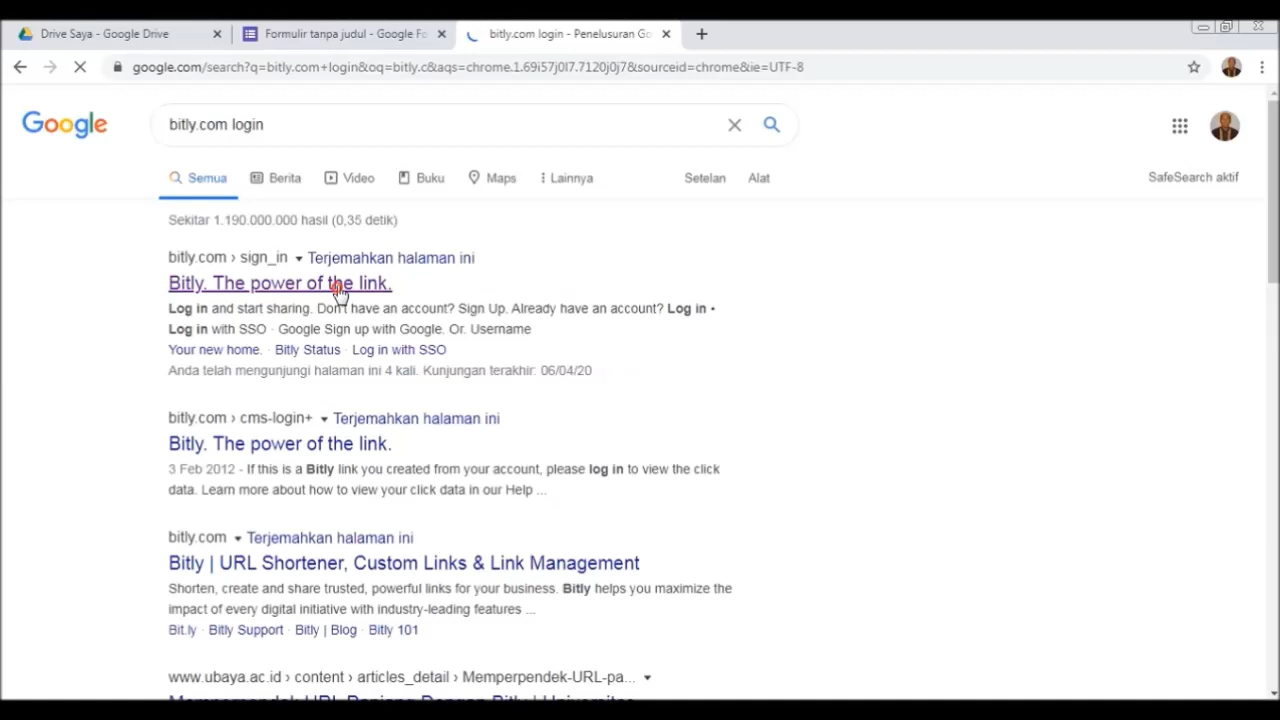 Drive Saya - Google Drive
Formulir tanpa judul - Google Fo
bitly.com login - Penelusuran Go
google.com/search?q=bitly.com+login&oq=bitly.c&aqs=chrome.1.69i57j0l7.7120j0j7&sourceid=chrome&ie=UTF-8
Google
bitly.com login
Semua
Berita
Video
Buku
Maps
Lainnya
Setelan
Alat
SafeSearch aktif
Sekitar 1.190.000.000 hasil (0,35 detik)
bitly.com › sign_in Terjemahkan halaman ini
Bitly. The power of the link.
Log in and start sharing. Don't have an account? Sign Up. Already have an account? Log in •
Log in with SSO · Google Sign up with Google. Or. Username
Your new home. · Bitly Status · Log in with SSO
Anda telah mengunjungi halaman ini 4 kali. Kunjungan terakhir: 06/04/20
bitly.com › cms-login+ Terjemahkan halaman ini
Bitly. The power of the link.
3 Feb 2012 - If this is a Bitly link you created from your account, please log in to view the click
data. Learn more about how to view your click data in our Help ...
bitly.com Terjemahkan halaman ini
Bitly | URL Shortener, Custom Links & Link Management
Shorten, create and share trusted, powerful links for your business. Bitly helps you maximize the
impact of every digital initiative with industry-leading features ...
Bit.ly · Bitly Support · Bitly | Blog · Bitly 101
www.ubaya.ac.id › content › articles_detail › Memperpendek-URL-pa...
Memperpendek URL Panjang Dengan Bitly | Universitas